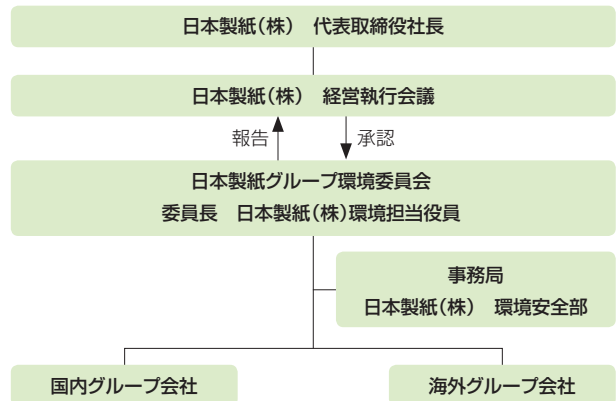 日本製紙(株) 代表取締役社長
日本製紙(株) 経営執行会議
報告 承認
日本製紙グループ環境委員会
委員長 日本製紙(株)環境担当役員
事務局
日本製紙(株) 環境安全部
国内グループ会社 海外グループ会社